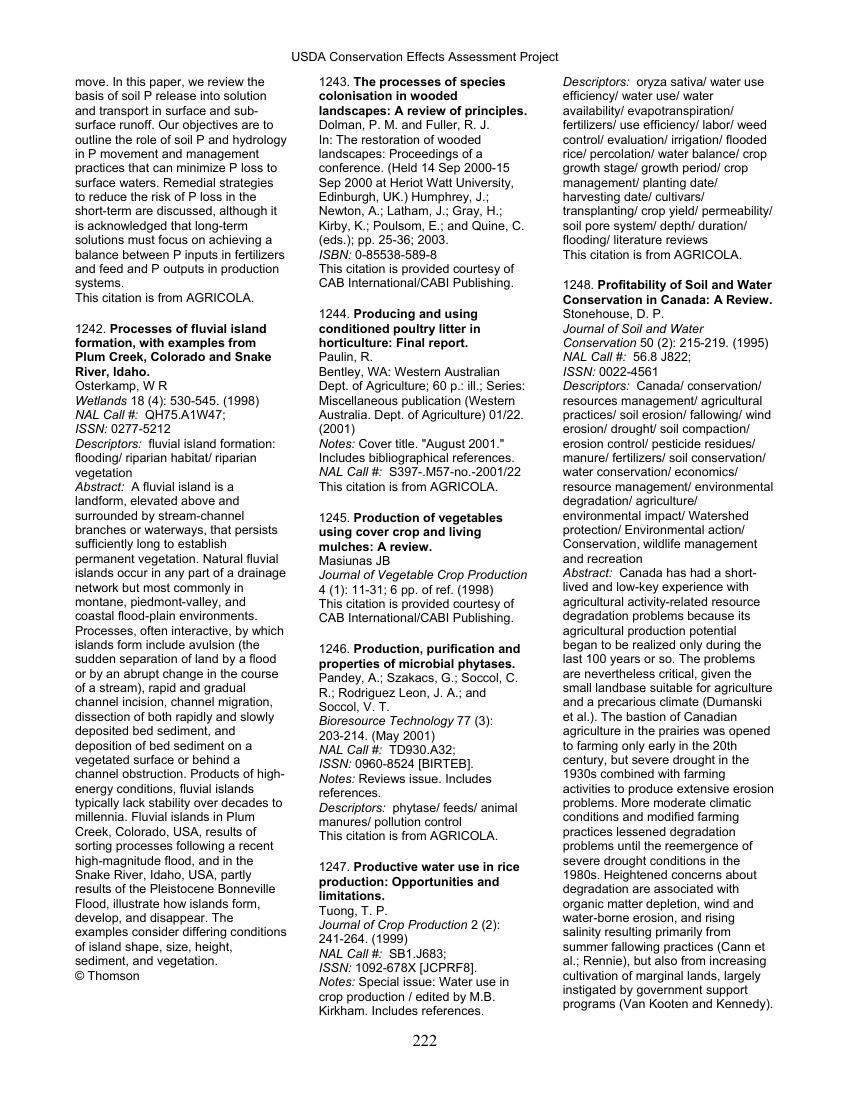 USDA Conservation Effects Assessment Project
move. In this paper, we review the
basis of soil P release into solution
and transport in surface and sub-
surface runoff. Our objectives are to
outline the role of soil P and hydrology
in P movement and management
practices that can minimize P loss to
surface waters. Remedial strategies
to reduce the risk of P loss in the
short-term are discussed, although it
is acknowledged that long-term
solutions must focus on achieving a
balance between P inputs in fertilizers
and feed and P outputs in production
systems.
This citation is from AGRICOLA.
1242. Processes of fluvial island
formation, with examples from
Plum Creek, Colorado and Snake
River, Idaho.
Osterkamp, W R
Wetlands 18 (4): 530-545. (1998)
NAL Call #: QH75.A1W47;
ISSN: 0277-5212
Descriptors: fluvial island formation:
flooding/ riparian habitat/ riparian
vegetation
Abstract: A fluvial island is a
landform, elevated above and
surrounded by stream-channel
branches or waterways, that persists
sufficiently long to establish
permanent vegetation. Natural fluvial
islands occur in any part of a drainage
network but most commonly in
montane, piedmont-valley, and
coastal flood-plain environments.
Processes, often interactive, by which
islands form include avulsion (the
sudden separation of land by a flood
or by an abrupt change in the course
of a stream), rapid and gradual
channel incision, channel migration,
dissection of both rapidly and slowly
deposited bed sediment, and
deposition of bed sediment on a
vegetated surface or behind a
channel obstruction. Products of high-
energy conditions, fluvial islands
typically lack stability over decades to
millennia. Fluvial islands in Plum
Creek, Colorado, USA, results of
sorting processes following a recent
high-magnitude flood, and in the
Snake River, Idaho, USA, partly
results of the Pleistocene Bonneville
Flood, illustrate how islands form,
develop, and disappear. The
examples consider differing conditions
of island shape, size, height,
sediment, and vegetation.
© Thomson
1243. The processes of species
colonisation in wooded
landscapes: A review of principles.
Dolman, P. M. and Fuller, R. J.
In: The restoration of wooded
landscapes: Proceedings of a
conference. (Held 14 Sep 2000-15
Sep 2000 at Heriot Watt University,
Edinburgh, UK.) Humphrey, J.;
Newton, A.; Latham, J.; Gray, H.;
Kirby, K.; Poulsom, E.; and Quine, C.
(eds.); pp. 25-36; 2003.
ISBN: 0-85538-589-8
This citation is provided courtesy of
CAB International/CABI Publishing.
1244. Producing and using
conditioned poultry litter in
horticulture: Final report.
Paulin, R.
Bentley, WA: Western Australian
Dept. of Agriculture; 60 p.: ill.; Series:
Miscellaneous publication (Western
Australia. Dept. of Agriculture) 01/22.
(2001)
Notes: Cover title. "August 2001."
Includes bibliographical references.
NAL Call #: S397-.M57-no.-2001/22
This citation is from AGRICOLA.
1245. Production of vegetables
using cover crop and living
mulches: A review.
Masiunas JB
Journal of Vegetable Crop Production
4 (1): 11-31; 6 pp. of ref. (1998)
This citation is provided courtesy of
CAB International/CABI Publishing.
1246. Production, purification and
properties of microbial phytases.
Pandey, A.; Szakacs, G.; Soccol, C.
R.; Rodriguez Leon, J. A.; and
Soccol, V. T.
Bioresource Technology 77 (3):
203-214. (May 2001)
NAL Call #: TD930.A32;
ISSN: 0960-8524 [BIRTEB].
Notes: Reviews issue. Includes
references.
Descriptors: phytase/ feeds/ animal
manures/ pollution control
This citation is from AGRICOLA.
1247. Productive water use in rice
production: Opportunities and
limitations.
Tuong, T. P.
Journal of Crop Production 2 (2):
241-264. (1999)
NAL Call #: SB1.J683;
ISSN: 1092-678X [JCPRF8].
Notes: Special issue: Water use in
crop production / edited by M.B.
Kirkham. Includes references.
Descriptors: oryza sativa/ water use
efficiency/ water use/ water
availability/ evapotranspiration/
fertilizers/ use efficiency/ labor/ weed
control/ evaluation/ irrigation/ flooded
rice/ percolation/ water balance/ crop
growth stage/ growth period/ crop
management/ planting date/
harvesting date/ cultivars/
transplanting/ crop yield/ permeability/
soil pore system/ depth/ duration/
flooding/ literature reviews
This citation is from AGRICOLA.
1248. Profitability of Soil and Water
Conservation in Canada: A Review.
Stonehouse, D. P.
Journal of Soil and Water
Conservation 50 (2): 215-219. (1995)
NAL Call #: 56.8 J822;
ISSN: 0022-4561
Descriptors: Canada/ conservation/
resources management/ agricultural
practices/ soil erosion/ fallowing/ wind
erosion/ drought/ soil compaction/
erosion control/ pesticide residues/
manure/ fertilizers/ soil conservation/
water conservation/ economics/
resource management/ environmental
degradation/ agriculture/
environmental impact/ Watershed
protection/ Environmental action/
Conservation, wildlife management
and recreation
Abstract: Canada has had a short-
lived and low-key experience with
agricultural activity-related resource
degradation problems because its
agricultural production potential
began to be realized only during the
last 100 years or so. The problems
are nevertheless critical, given the
small landbase suitable for agriculture
and a precarious climate (Dumanski
et al.). The bastion of Canadian
agriculture in the prairies was opened
to farming only early in the 20th
century, but severe drought in the
1930s combined with farming
activities to produce extensive erosion
problems. More moderate climatic
conditions and modified farming
practices lessened degradation
problems until the reemergence of
severe drought conditions in the
1980s. Heightened concerns about
degradation are associated with
organic matter depletion, wind and
water-borne erosion, and rising
salinity resulting primarily from
summer fallowing practices (Cann et
al.; Rennie), but also from increasing
cultivation of marginal lands, largely
instigated by government support
programs (Van Kooten and Kennedy).
222